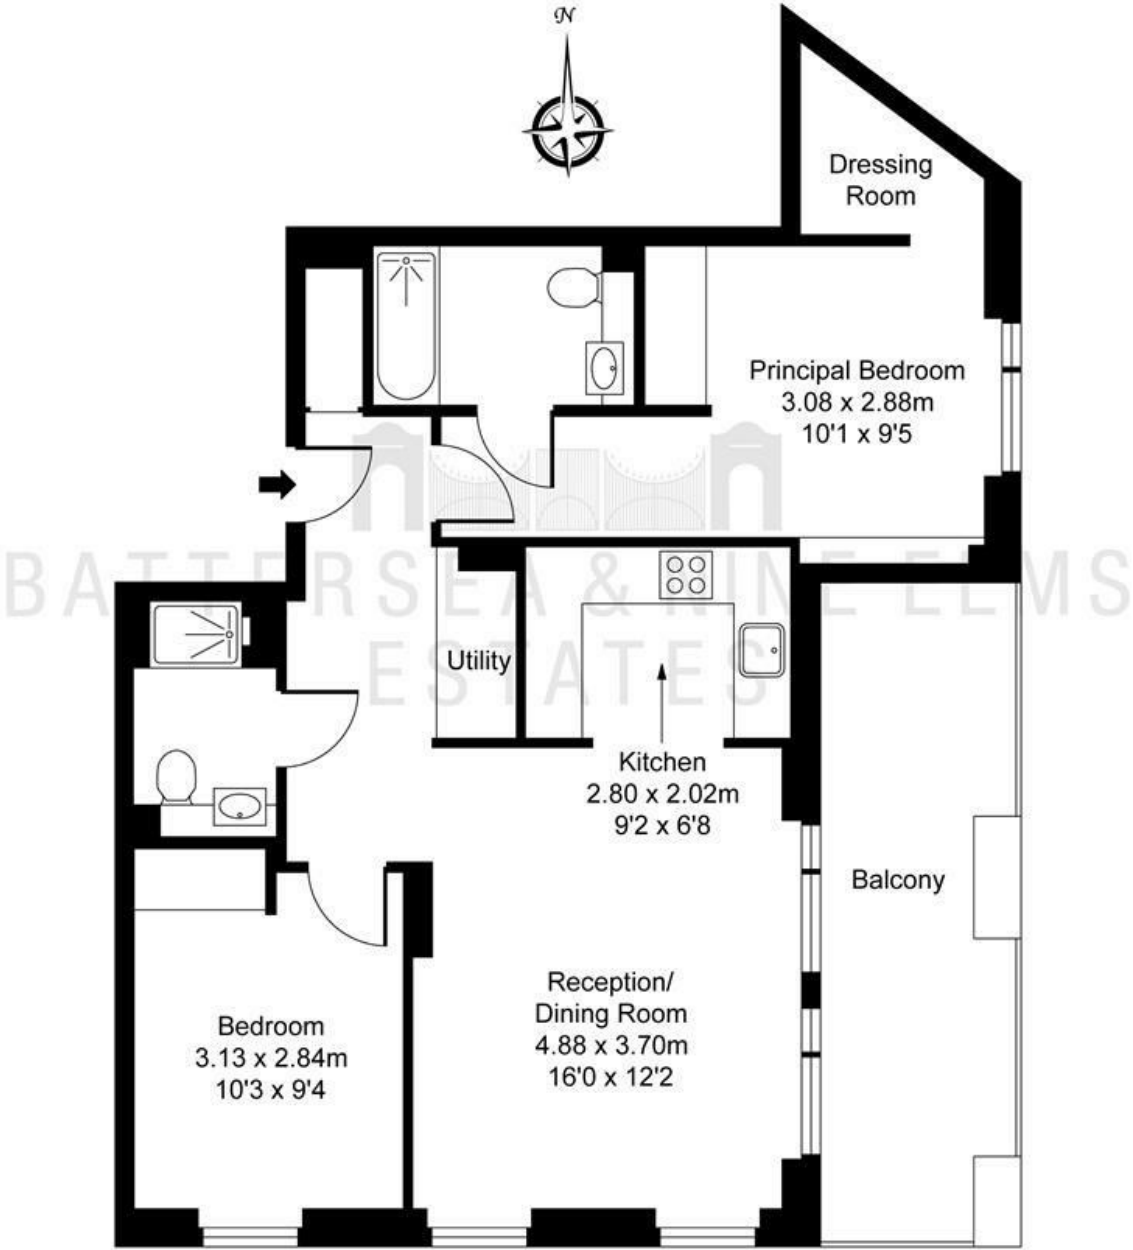 N
Dressing
Room
Principal Bedroom
3.08 x 2.88m
10'1 x 9'5
BATTERSEA & NINE ELMS
ESTATES
Utility
Kitchen
2.80 x 2.02m
9'2 x 6'8
Balcony
Reception/
Dining Room
4.88 x 3.70m
16'0 x 12'2
Bedroom
3.13 x 2.84m
10'3 x 9'4